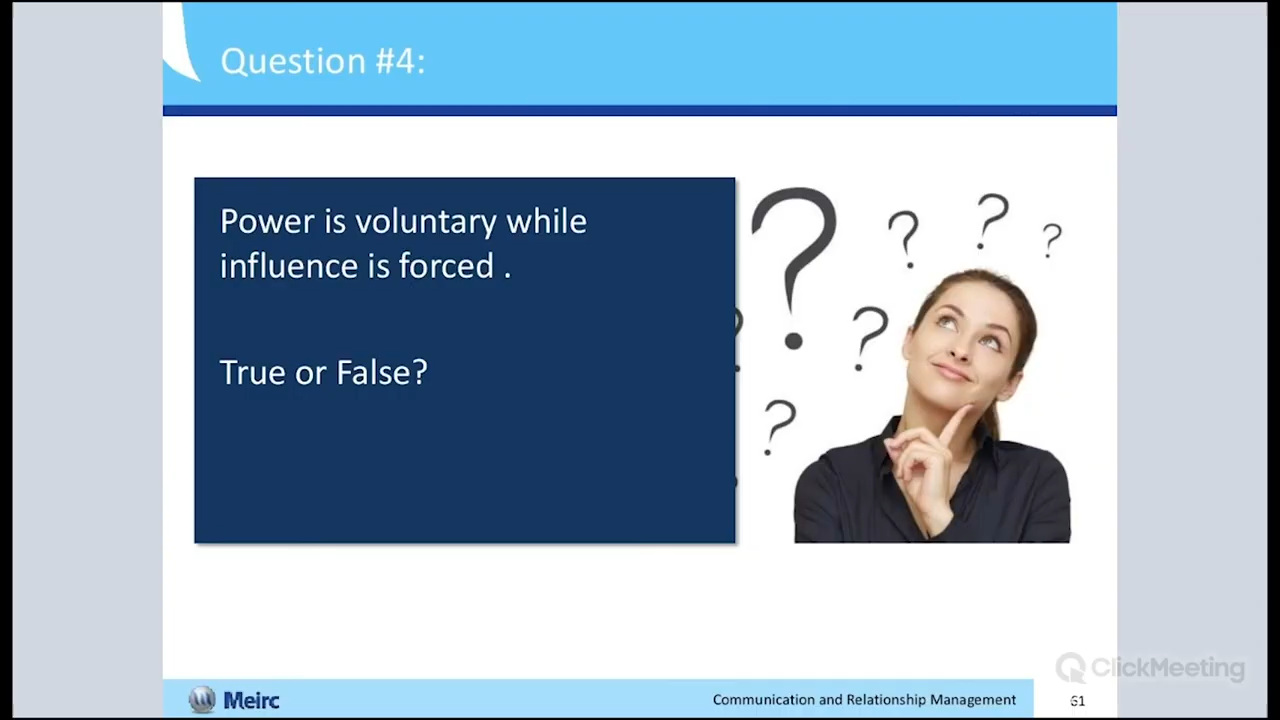 Question #4:
Power is voluntary while
influence is forced .
True or False?
Meirc
Communication and Relationship Management
61
ClickMeeting